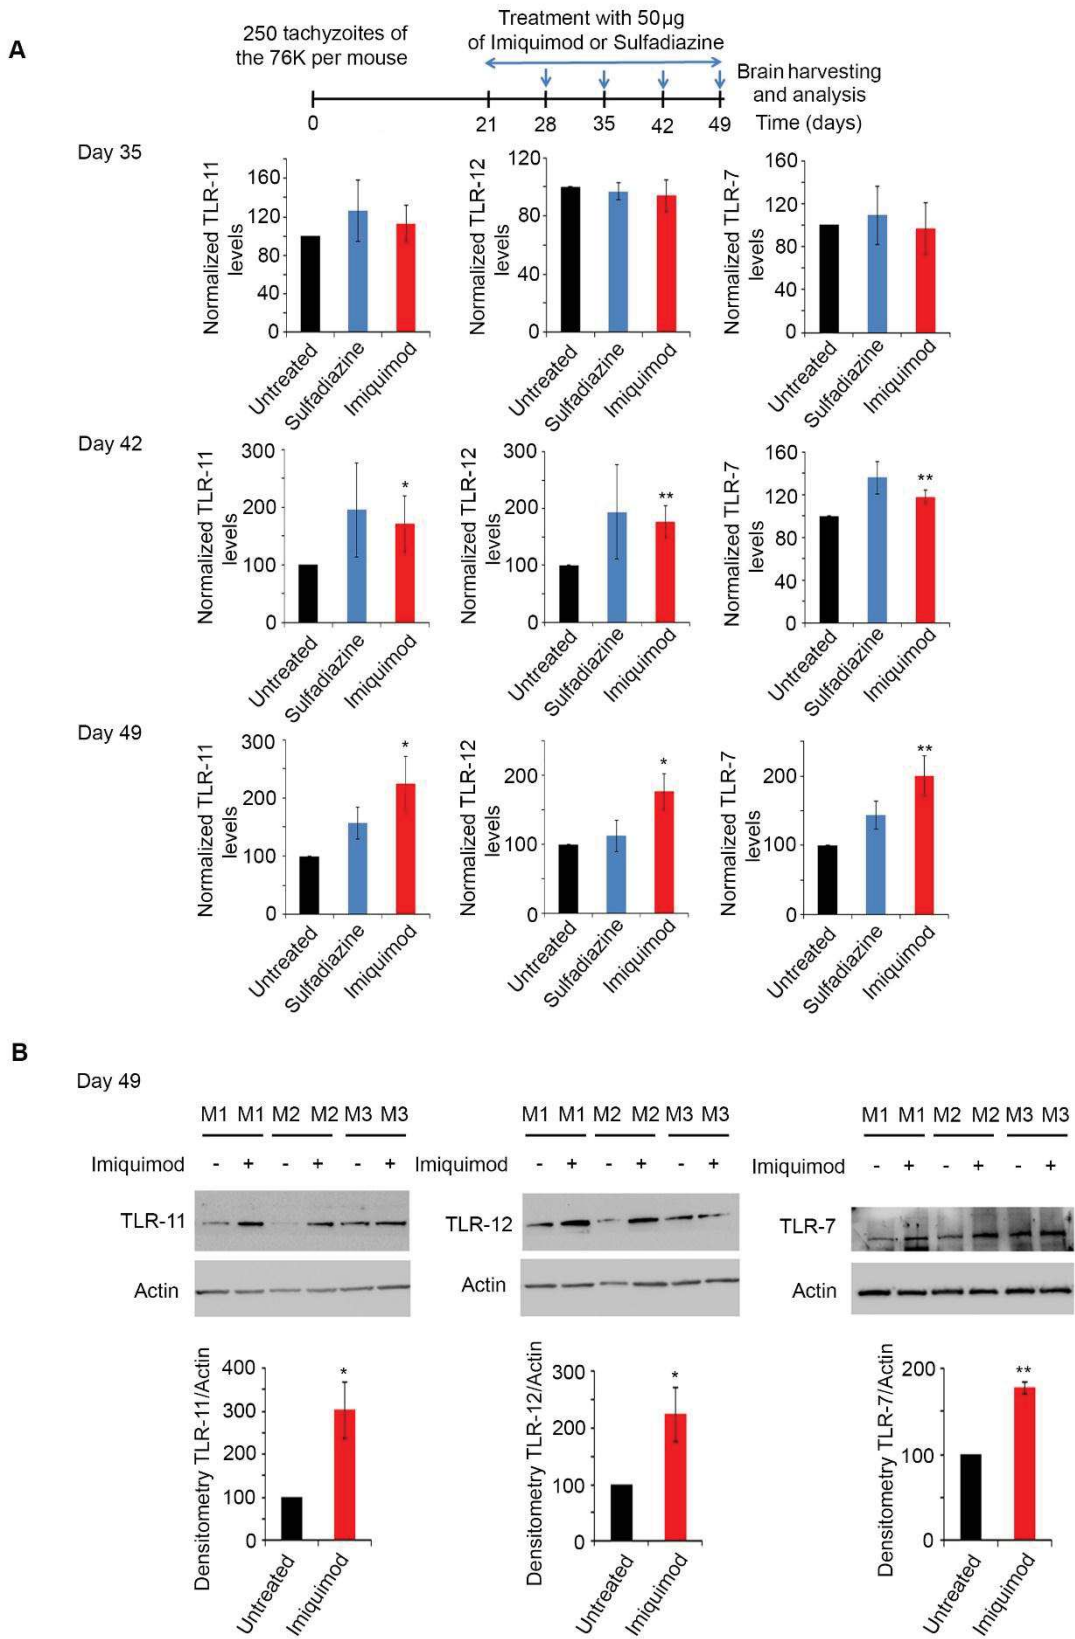 A
250 tachyzoites of
the 76K per mouse
Treatment with 50µg
of Imiquimod or Sulfadiazine
Brain harvesting
and analysis
0 21 28 35 42 49 Time (days)
Day 35
Normalized TLR-11
levels
160
120
80
40
0
Untreated
Sulfadiazine
Imiquimod
Normalized TLR-12
levels
120
80
40
0
Untreated
Sulfadiazine
Imiquimod
Normalized TLR-7
levels
160
120
80
40
0
Untreated
Sulfadiazine
Imiquimod
Day 42
Normalized TLR-11
levels
300
200
100
0
*
Untreated
Sulfadiazine
Imiquimod
Normalized TLR-12
levels
300
200
100
0
**
Untreated
Sulfadiazine
Imiquimod
Normalized TLR-7
levels
160
120
80
40
0
**
Untreated
Sulfadiazine
Imiquimod
Day 49
Normalized TLR-11
levels
300
200
100
0
*
Untreated
Sulfadiazine
Imiquimod
Normalized TLR-12
levels
200
100
0
*
Untreated
Sulfadiazine
Imiquimod
Normalized TLR-7
levels
200
100
0
**
Untreated
Sulfadiazine
Imiquimod
B
Day 49
M1 M1 M2 M2 M3 M3
Imiquimod - + - + - +
TLR-11
Actin
M1 M1 M2 M2 M3 M3
Imiquimod - + - + - +
TLR-12
Actin
M1 M1 M2 M2 M3 M3
Imiquimod - + - + - +
TLR-7
Actin
Densitometry TLR-11/Actin
400
300
200
100
0
*
Untreated
Imiquimod
Densitometry TLR-12/Actin
300
200
100
0
*
Untreated
Imiquimod
Densitometry TLR-7/Actin
200
100
0
**
Untreated
Imiquimod